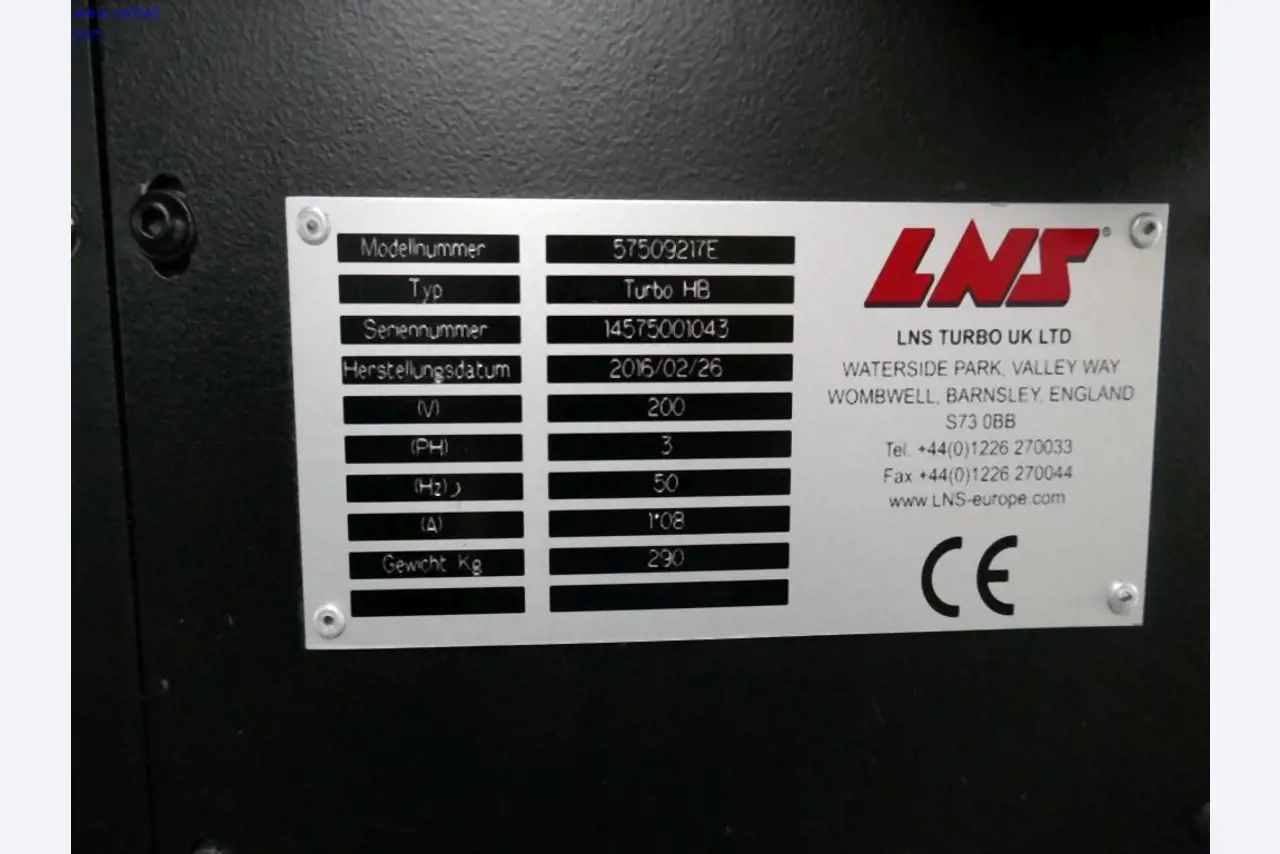 Modellnummer 57509217E
Typ Turbo HB
Seriennummer 14575001043
Herstellungsdatum 2016/02/26
(V) 200
(PH) 3
(Hz) 50
(A) 1•08
Gewicht Kg 290
LNS®
LNS TURBO UK LTD
WATERSIDE PARK, VALLEY WAY
WOMBWELL, BARNSLEY, ENGLAND
S73 0BB
Tel. +44(0)1226 270033
Fax +44(0)1226 270044
www.LNS-europe.com
CE